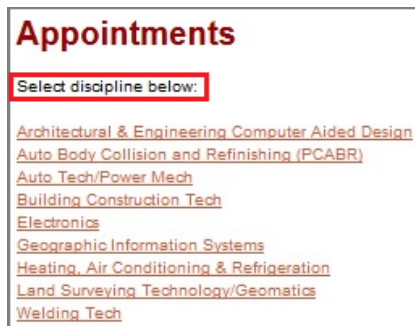 Appointments
Select discipline below:
Architectural & Engineering Computer Aided Design
Auto Body Collision and Refinishing (PCABR)
Auto Tech/Power Mech
Building Construction Tech
Electronics
Geographic Information Systems
Heating, Air Conditioning & Refrigeration
Land Surveying Technology/Geomatics
Welding Tech